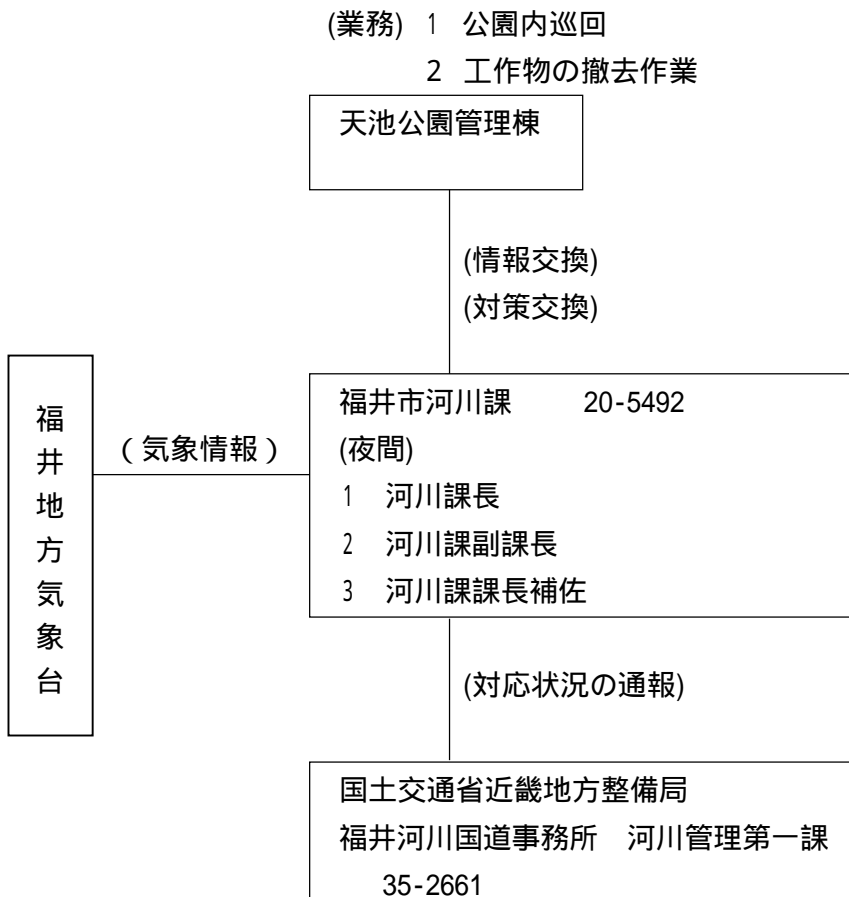 (業務) 1 公園内巡回
2 工作物の撤去作業
天池公園管理棟
(情報交換)
(対策交換)
福井地方気象台
(気象情報)
福井市河川課 20-5492
(夜間)
1 河川課長
2 河川課副課長
3 河川課課長補佐
(対応状況の通報)
国土交通省近畿地方整備局
福井河川国道事務所 河川管理第一課
35-2661